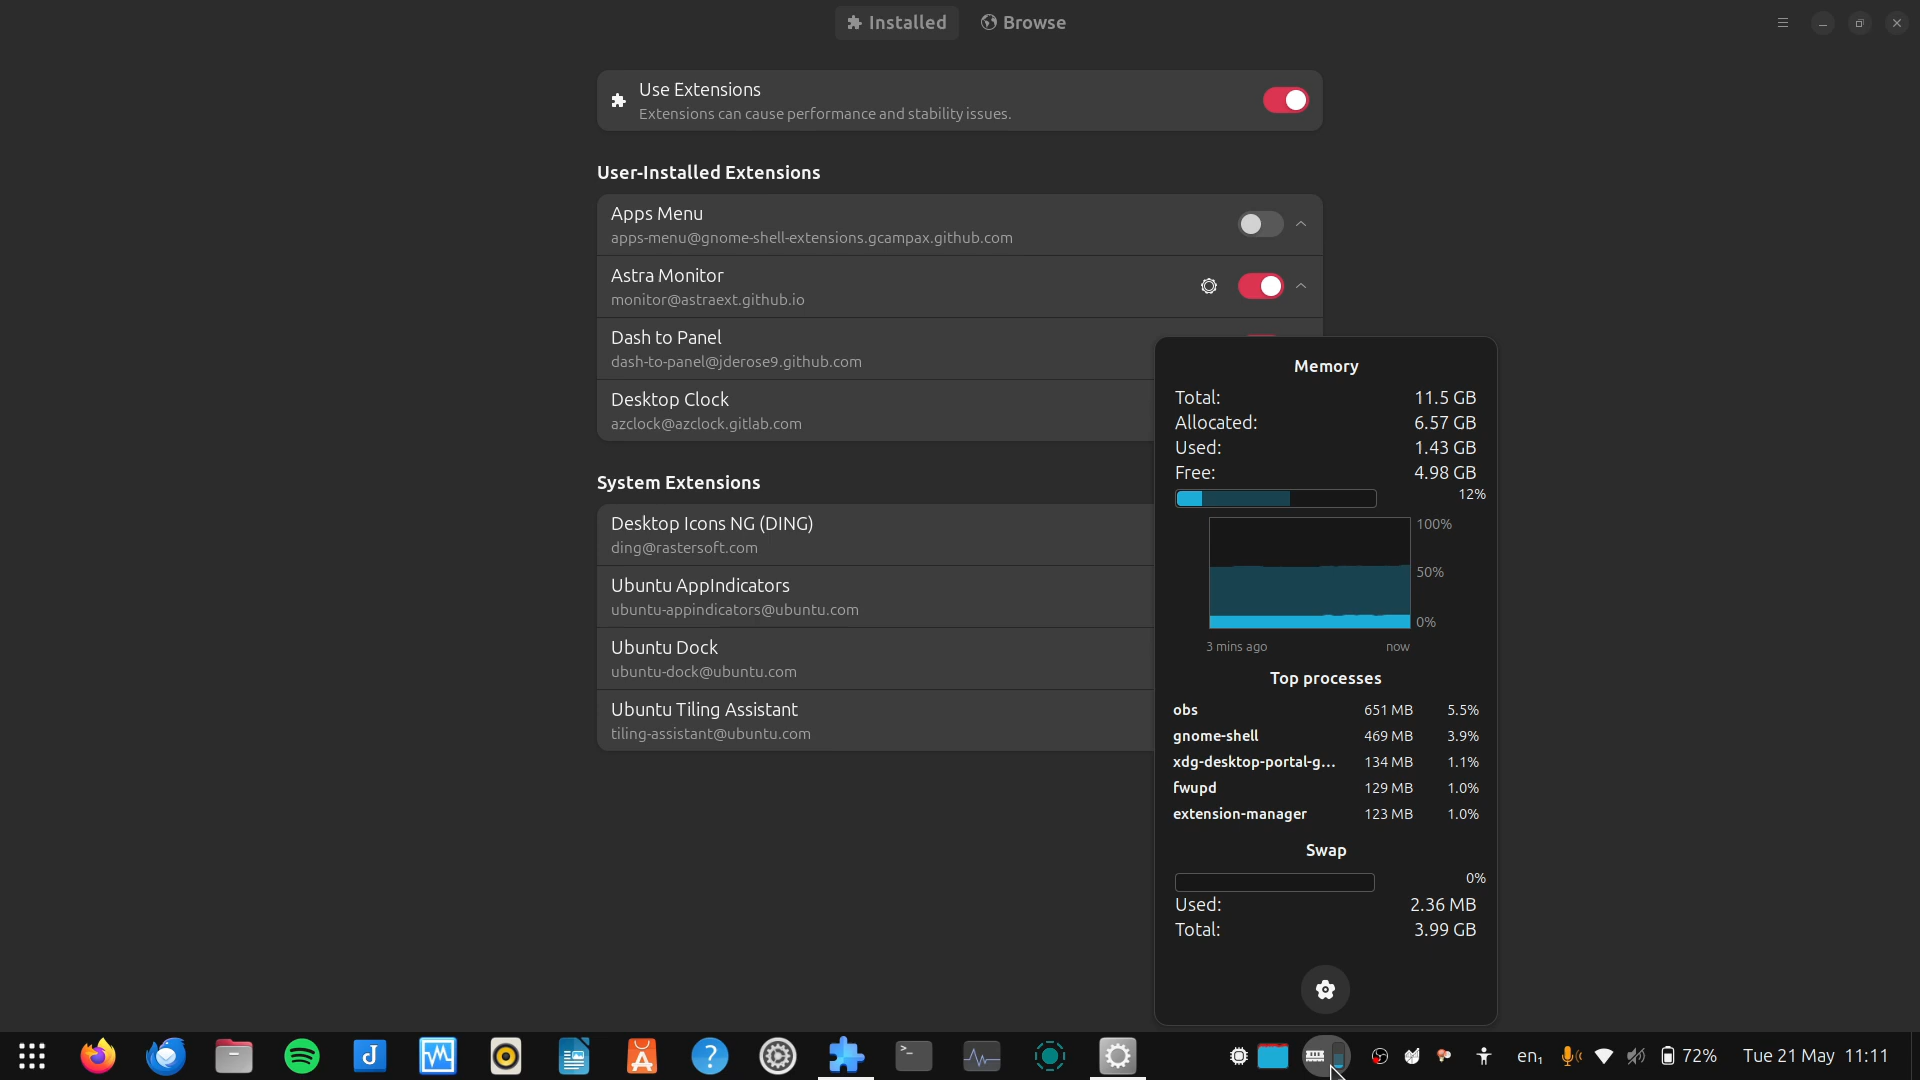 Installed
Browse
Use Extensions
Extensions can cause performance and stability issues.
User-Installed Extensions
Apps Menu
apps-menu@gnome-shell-extensions.gcampax.github.com
Astra Monitor
monitor@astraext.github.io
Dash to Panel
dash-to-panel@jderose9.github.com
Desktop Clock
azclock@azclock.gitlab.com
System Extensions
Desktop Icons NG (DING)
ding@rastersoft.com
Ubuntu AppIndicators
ubuntu-appindicators@ubuntu.com
Ubuntu Dock
ubuntu-dock@ubuntu.com
Ubuntu Tiling Assistant
tiling-assistant@ubuntu.com
Memory
Total: 11.5 GB
Allocated: 6.57 GB
Used: 1.43 GB
Free: 4.98 GB
12%
100%
50%
0%
3 mins ago now
Top processes
obs 651 MB 5.5%
gnome-shell 469 MB 3.9%
xdg-desktop-portal-g... 134 MB 1.1%
fwupd 129 MB 1.0%
extension-manager 123 MB 1.0%
Swap
0%
Used: 2.36 MB
Total: 3.99 GB
en₁ 72% Tue 21 May 11:11